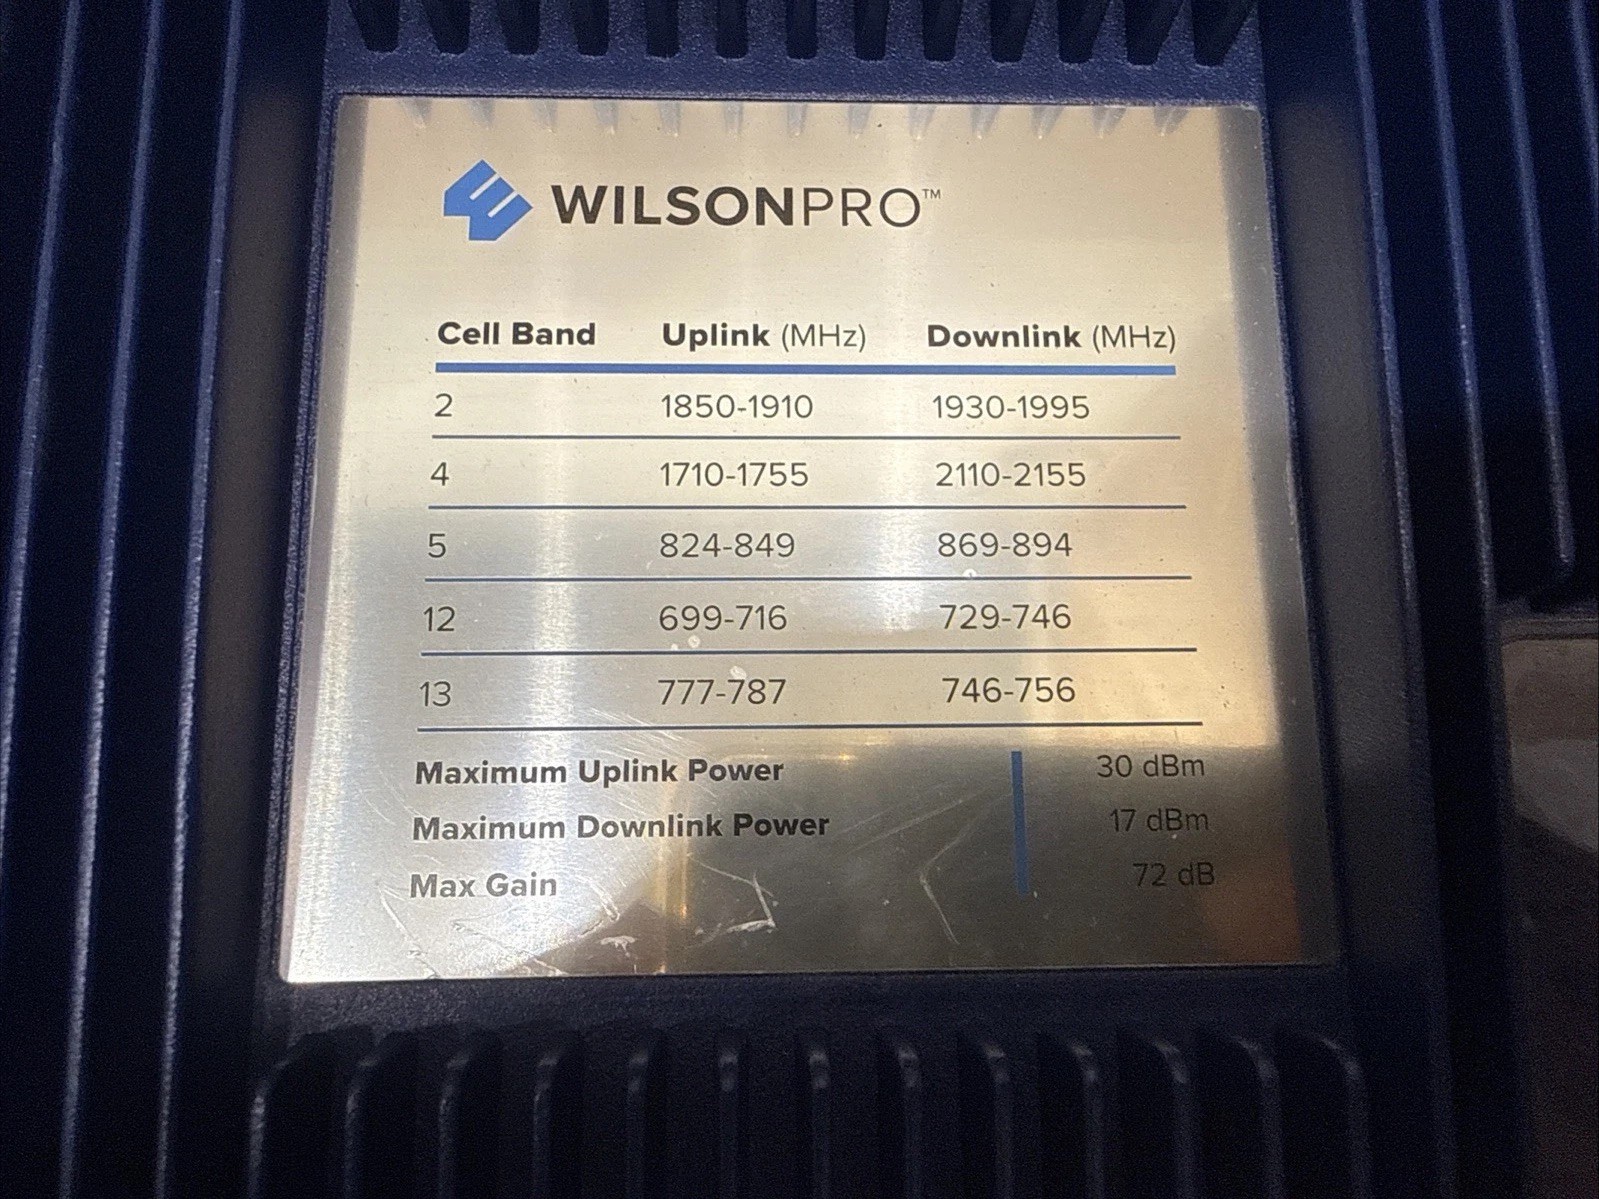 WILSONPRO™
Cell Band Uplink (MHz) Downlink (MHz)
2 1850-1910 1930-1995
4 1710-1755 2110-2155
5 824-849 869-894
12 699-716 729-746
13 777-787 746-756
Maximum Uplink Power 30 dBm
Maximum Downlink Power 17 dBm
Max Gain 72 dB